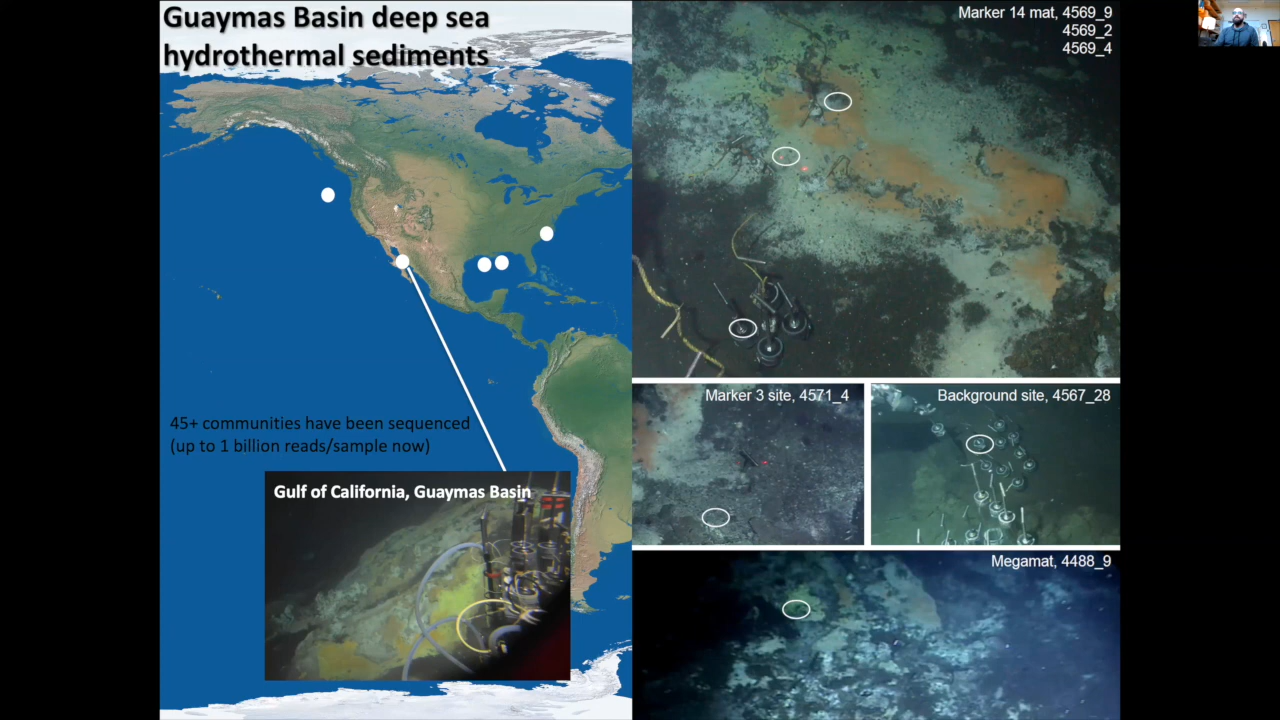 Guaymas Basin deep sea
hydrothermal sediments
45+ communities have been sequenced
(up to 1 billion reads/sample now)
Gulf of California, Guaymas Basin
Marker 14 mat, 4569_9
4569_2
4569_4
Marker 3 site, 4571_4
Background site, 4567_28
Megamat, 4488_9